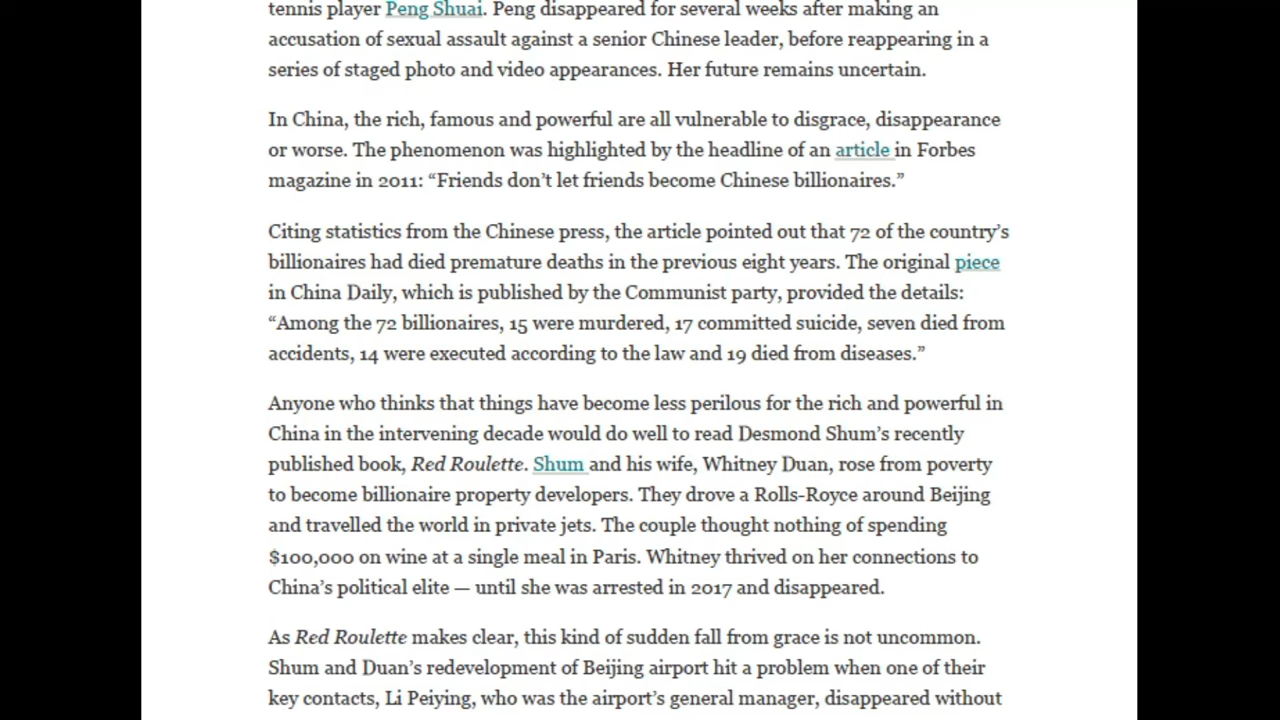 tennis player Peng Shuai. Peng disappeared for several weeks after making an
accusation of sexual assault against a senior Chinese leader, before reappearing in a
series of staged photo and video appearances. Her future remains uncertain.
In China, the rich, famous and powerful are all vulnerable to disgrace, disappearance
or worse. The phenomenon was highlighted by the headline of an article in Forbes
magazine in 2011: “Friends don’t let friends become Chinese billionaires.”
Citing statistics from the Chinese press, the article pointed out that 72 of the country’s
billionaires had died premature deaths in the previous eight years. The original piece
in China Daily, which is published by the Communist party, provided the details:
“Among the 72 billionaires, 15 were murdered, 17 committed suicide, seven died from
accidents, 14 were executed according to the law and 19 died from diseases.”
Anyone who thinks that things have become less perilous for the rich and powerful in
China in the intervening decade would do well to read Desmond Shum’s recently
published book, Red Roulette. Shum and his wife, Whitney Duan, rose from poverty
to become billionaire property developers. They drove a Rolls-Royce around Beijing
and travelled the world in private jets. The couple thought nothing of spending
$100,000 on wine at a single meal in Paris. Whitney thrived on her connections to
China’s political elite — until she was arrested in 2017 and disappeared.
As Red Roulette makes clear, this kind of sudden fall from grace is not uncommon.
Shum and Duan’s redevelopment of Beijing airport hit a problem when one of their
key contacts, Li Peiying, who was the airport’s general manager, disappeared without